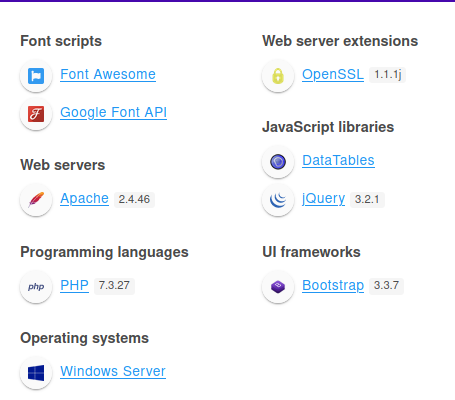 Font scripts
Font Awesome
Google Font API
Web servers
Apache 2.4.46
Programming languages
php PHP 7.3.27
Operating systems
Windows Server
Web server extensions
OpenSSL 1.1.1j
JavaScript libraries
DataTables
jQuery 3.2.1
UI frameworks
Bootstrap 3.3.7